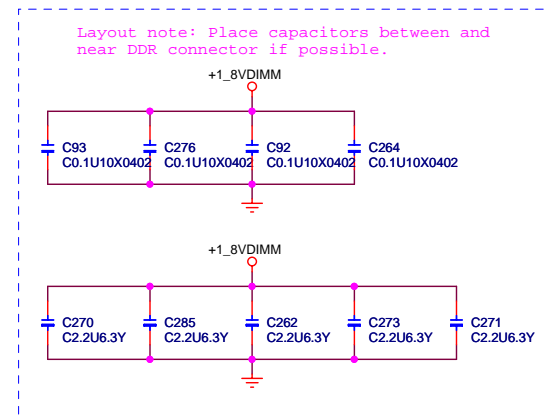 Layout note: Place capacitors between and
near DDR connector if possible.
+1_8VDIMM
C93 C276 C92 C264
C0.1U10X0402 C0.1U10X0402 C0.1U10X0402 C0.1U10X0402
+1_8VDIMM
C270 C285 C262 C273 C271
C2.2U6.3Y C2.2U6.3Y C2.2U6.3Y C2.2U6.3Y C2.2U6.3Y